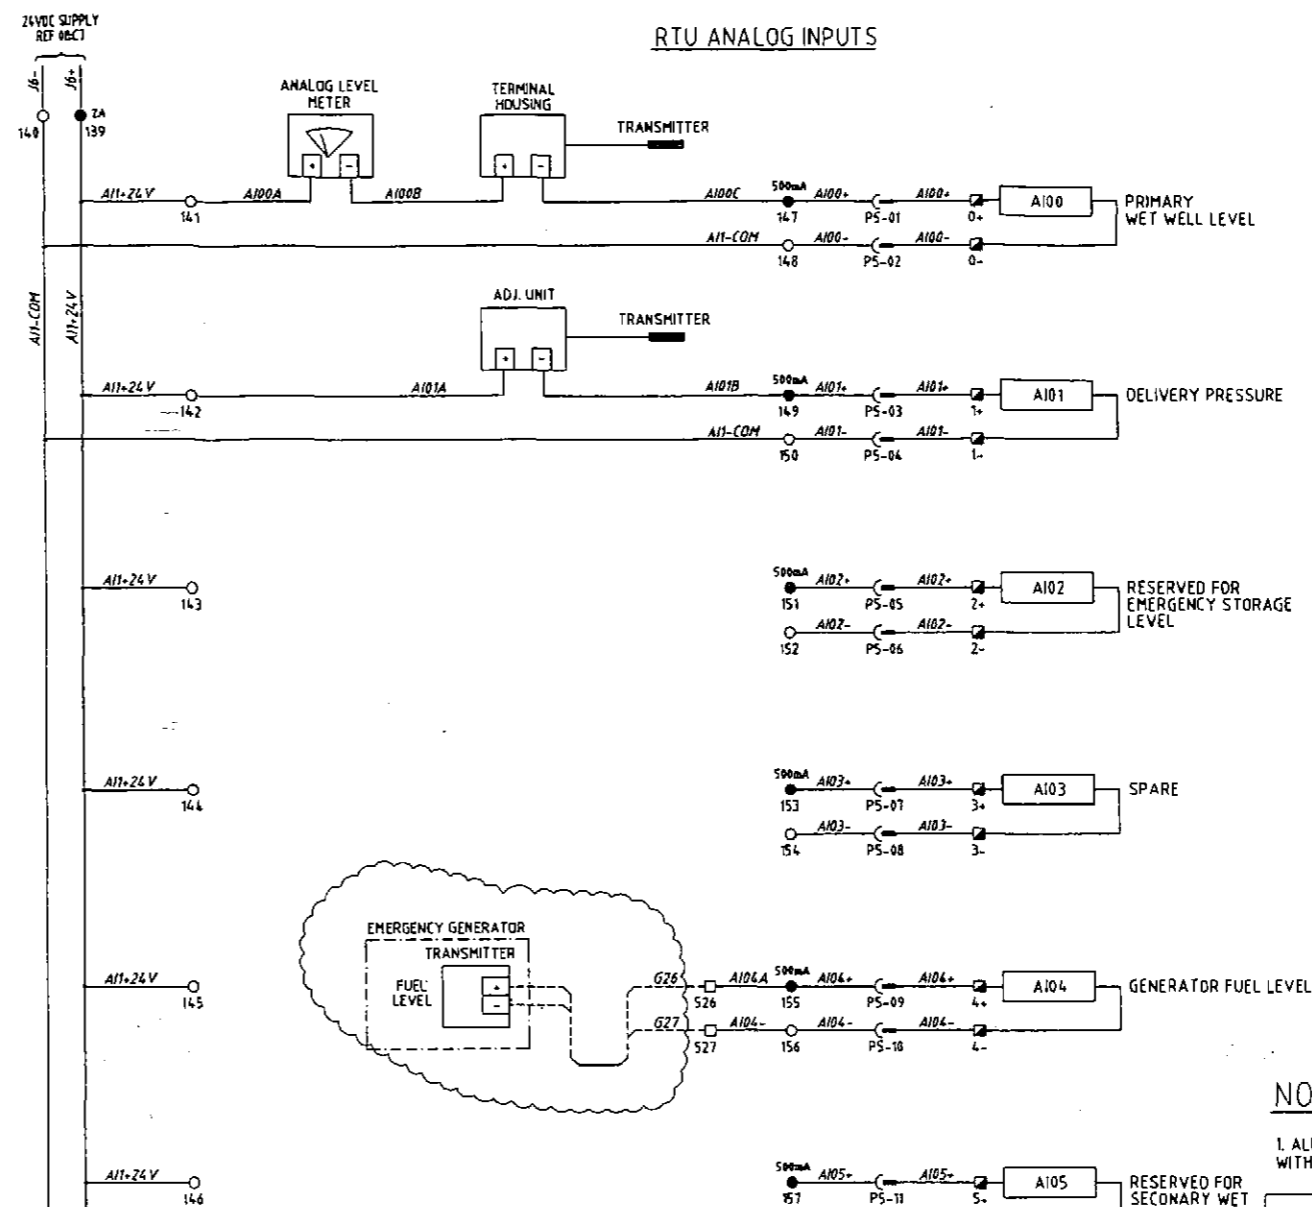 24VDC SUPPLY
REF 08C7
RTU ANALOG INPUTS
J6-
J6+
140
2A
139
ANALOG LEVEL
METER
+ -
TERMINAL
HOUSING
+ -
TRANSMITTER
AI1+24V
141
AI00A
AI00B
AI00C
500mA
147
AI00+
PS-01
AI00+
0+
AI00
PRIMARY
WET WELL LEVEL
AI1-COM
148
AI00-
PS-02
AI00-
0-
AI1-COM
AI1+24V
ADJ. UNIT
+ -
TRANSMITTER
AI1+24V
142
AI01A
AI01B
500mA
149
AI01+
PS-03
AI01+
1+
AI01
DELIVERY PRESSURE
AI1-COM
150
AI01-
PS-04
AI01-
1-
AI1+24V
143
500mA
151
AI02+
PS-05
AI02+
2+
AI02
RESERVED FOR
EMERGENCY STORAGE
LEVEL
152
AI02-
PS-06
AI02-
2-
AI1+24V
144
500mA
153
AI03+
PS-07
AI03+
3+
AI03
SPARE
154
AI03-
PS-08
AI03-
3-
EMERGENCY GENERATOR
TRANSMITTER
FUEL
LEVEL
+
-
AI1+24V
145
G26
526
AI04A
500mA
155
AI04+
PS-09
AI04+
4+
AI04
GENERATOR FUEL LEVEL
G27
527
AI04-
156
AI04-
PS-10
AI04-
4-
NO
1. AL
WITH
AI1+24V
146
500mA
157
AI05+
PS-11
AI05+
5+
AI05
RESERVED FOR
SECONARY WET